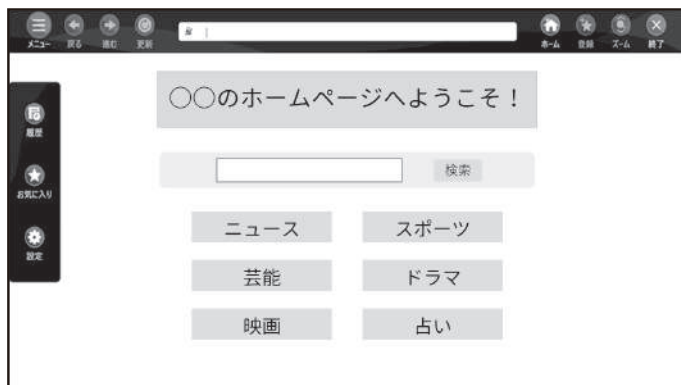 メニュー 戻る 進む 更新 ホーム 登録 ズーム 終了
○○のホームページへようこそ！
履歴
検索
お気に入り
ニュース スポーツ
設定
芸能 ドラマ
映画 占い